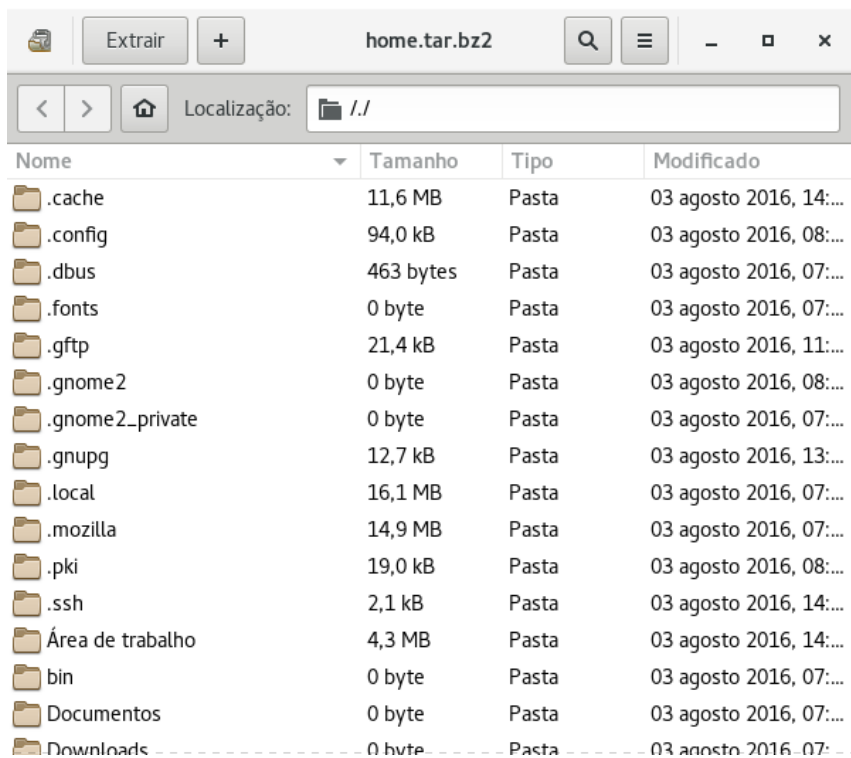 Extrair + home.tar.bz2
Localização: /./
Nome Tamanho Tipo Modificado
.cache 11,6 MB Pasta 03 agosto 2016, 14:...
.config 94,0 kB Pasta 03 agosto 2016, 08:...
.dbus 463 bytes Pasta 03 agosto 2016, 07:...
.fonts 0 byte Pasta 03 agosto 2016, 07:...
.gftp 21,4 kB Pasta 03 agosto 2016, 11:...
.gnome2 0 byte Pasta 03 agosto 2016, 08:...
.gnome2_private 0 byte Pasta 03 agosto 2016, 07:...
.gnupg 12,7 kB Pasta 03 agosto 2016, 13:...
.local 16,1 MB Pasta 03 agosto 2016, 07:...
.mozilla 14,9 MB Pasta 03 agosto 2016, 07:...
.pki 19,0 kB Pasta 03 agosto 2016, 08:...
.ssh 2,1 kB Pasta 03 agosto 2016, 14:...
Área de trabalho 4,3 MB Pasta 03 agosto 2016, 14:...
bin 0 byte Pasta 03 agosto 2016, 07:...
Documentos 0 byte Pasta 03 agosto 2016, 07:...
Downloads 0 byte Pasta 03 agosto 2016, 07:...